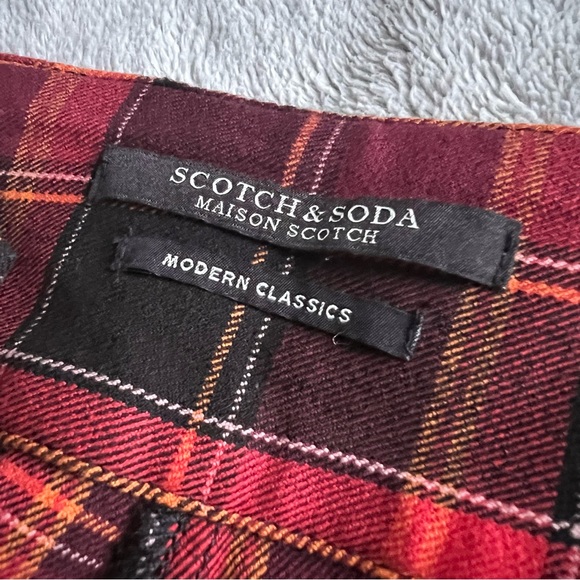 SCOTCH & SODA
MAISON SCOTCH
MODERN CLASSICS